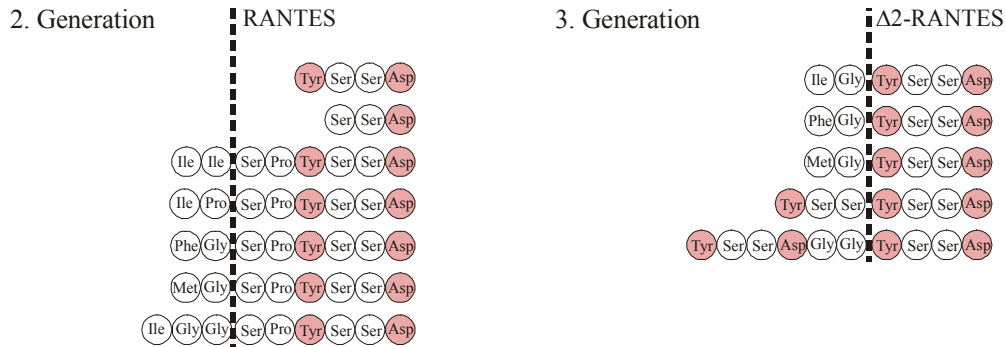 2. Generation RANTES
Tyr Ser Ser Asp
Ser Ser Asp
Ile Ile Ser Pro Tyr Ser Ser Asp
Ile Pro Ser Pro Tyr Ser Ser Asp
Phe Gly Ser Pro Tyr Ser Ser Asp
Met Gly Ser Pro Tyr Ser Ser Asp
Ile Gly Gly Ser Pro Tyr Ser Ser Asp
3. Generation Δ2-RANTES
Ile Gly Tyr Ser Ser Asp
Phe Gly Tyr Ser Ser Asp
Met Gly Tyr Ser Ser Asp
Tyr Ser Ser Tyr Ser Ser Asp
Tyr Ser Ser Asp Gly Gly Tyr Ser Ser Asp